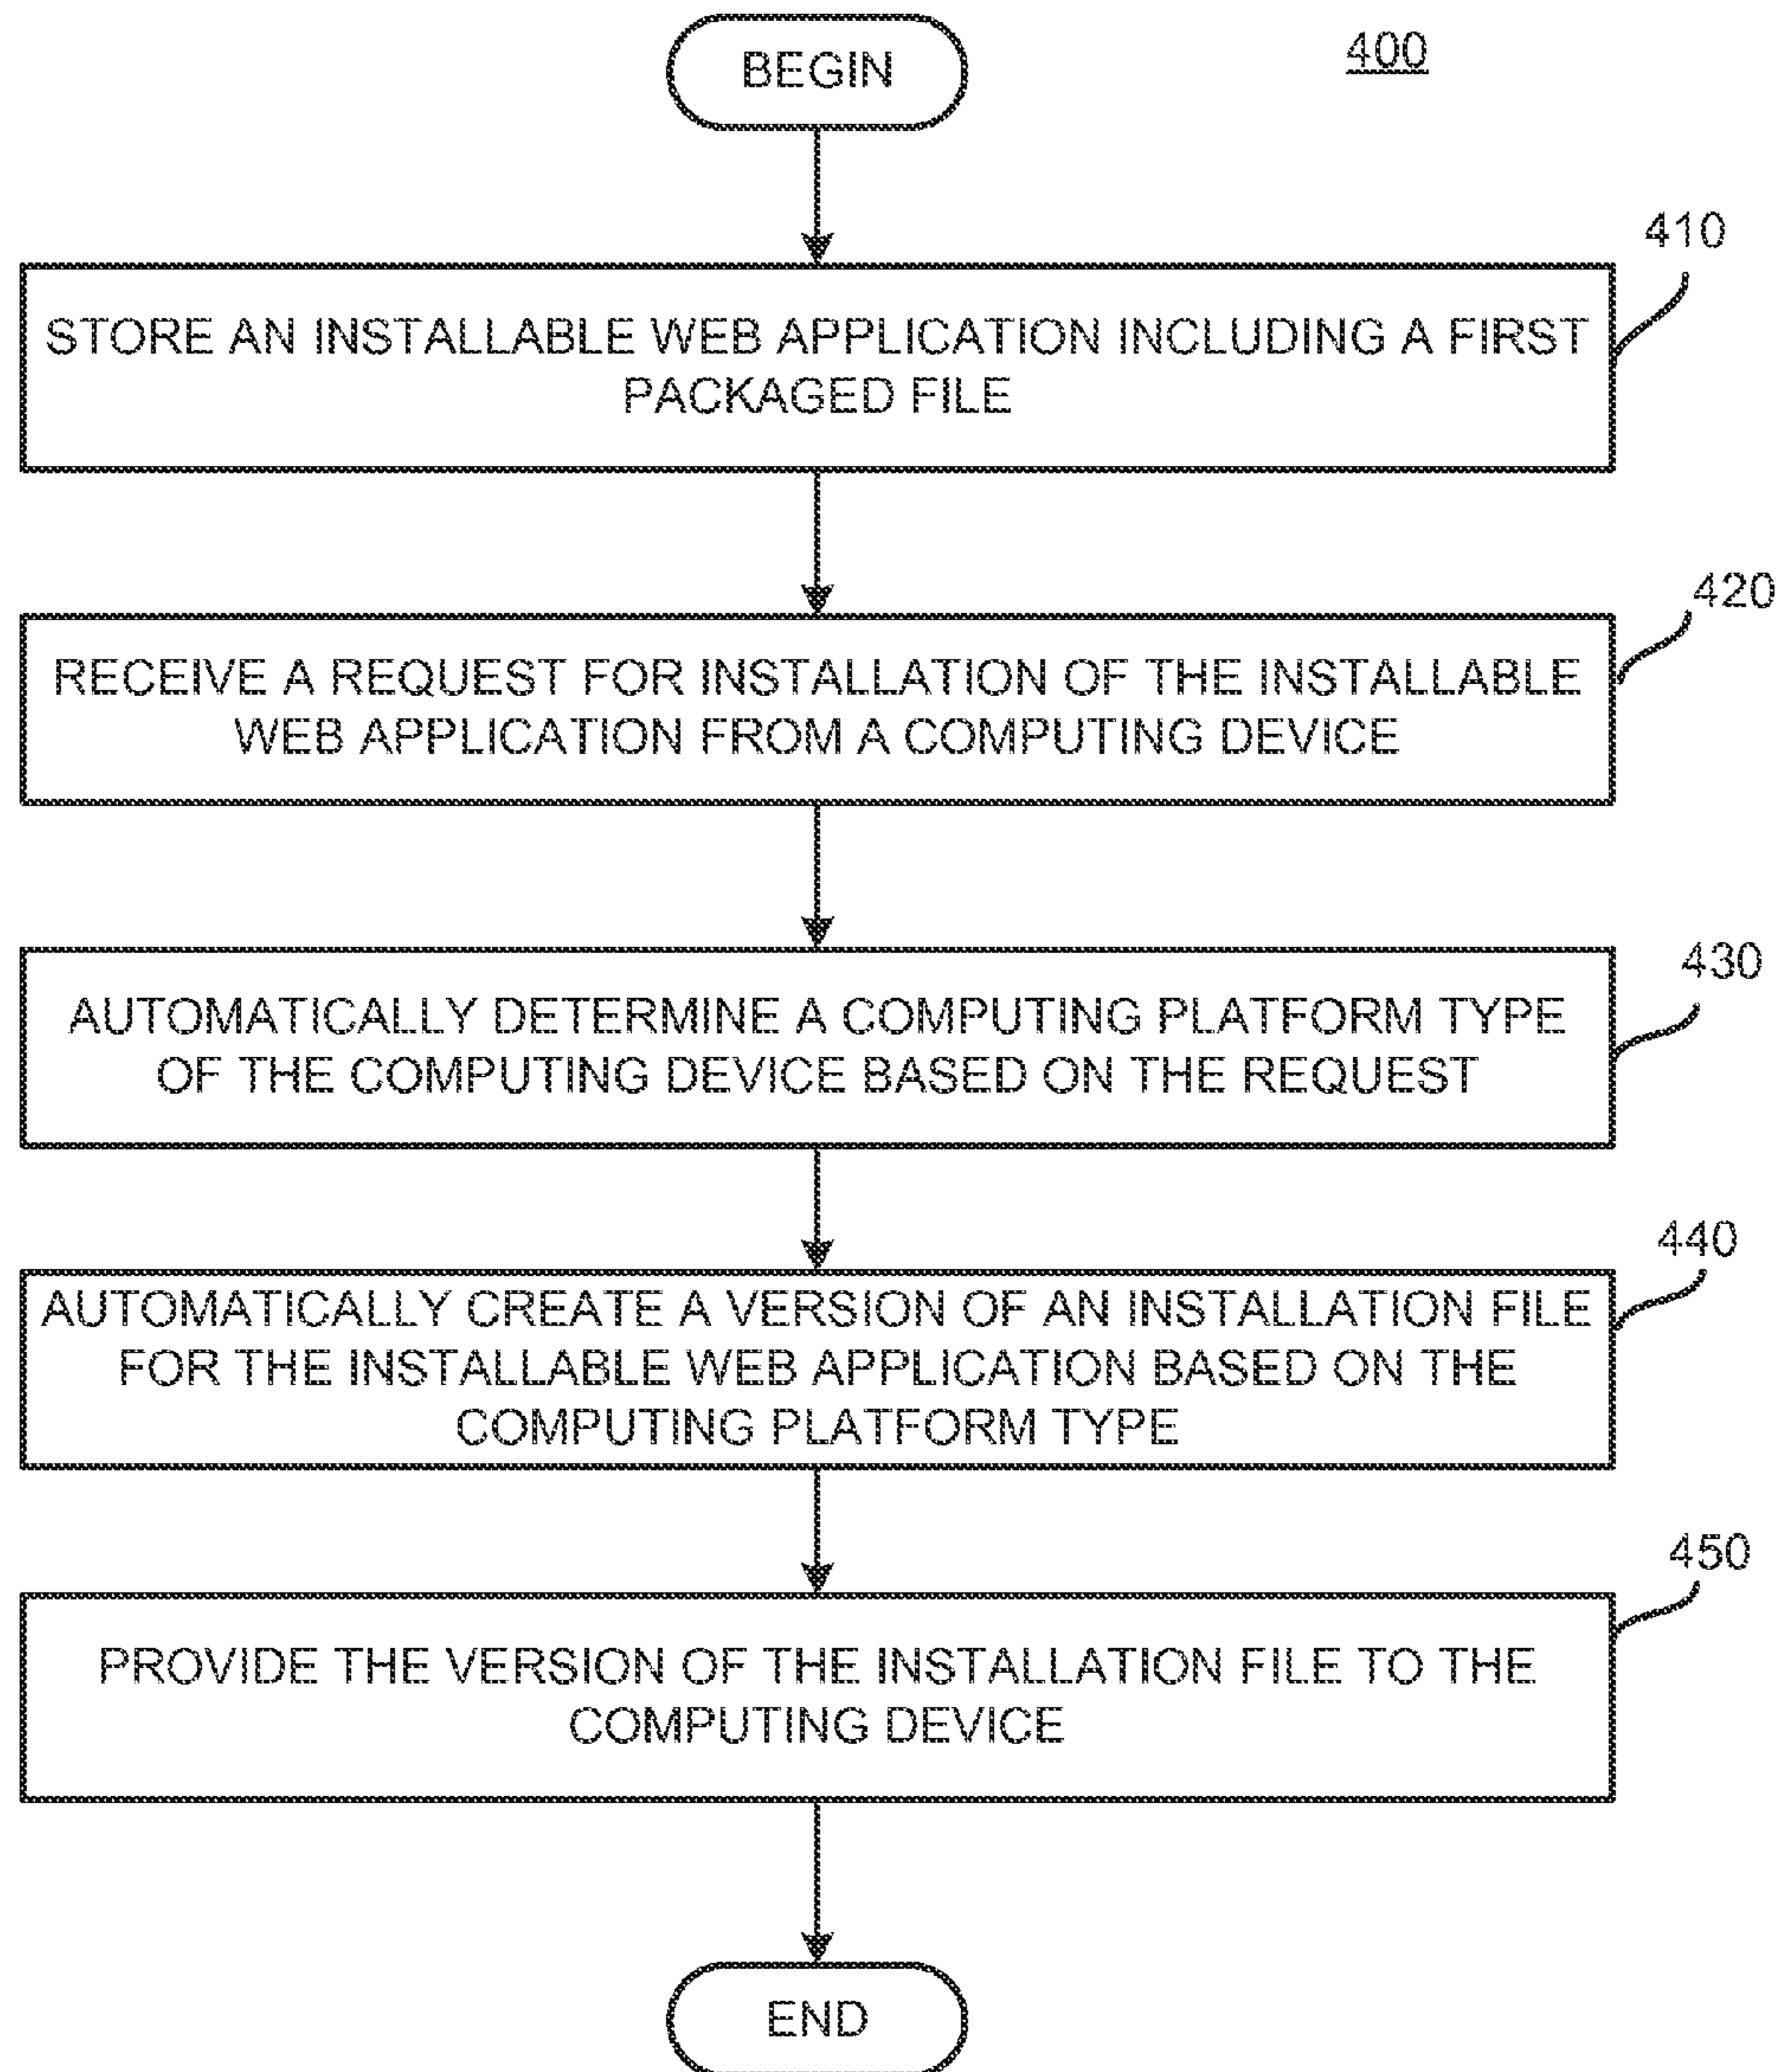 BEGIN
400
410
STORE AN INSTALLABLE WEB APPLICATION INCLUDING A FIRST
PACKAGED FILE
420
RECEIVE A REQUEST FOR INSTALLATION OF THE INSTALLABLE
WEB APPLICATION FROM A COMPUTING DEVICE
430
AUTOMATICALLY DETERMINE A COMPUTING PLATFORM TYPE
OF THE COMPUTING DEVICE BASED ON THE REQUEST
440
AUTOMATICALLY CREATE A VERSION OF AN INSTALLATION FILE
FOR THE INSTALLABLE WEB APPLICATION BASED ON THE
COMPUTING PLATFORM TYPE
450
PROVIDE THE VERSION OF THE INSTALLATION FILE TO THE
COMPUTING DEVICE
END